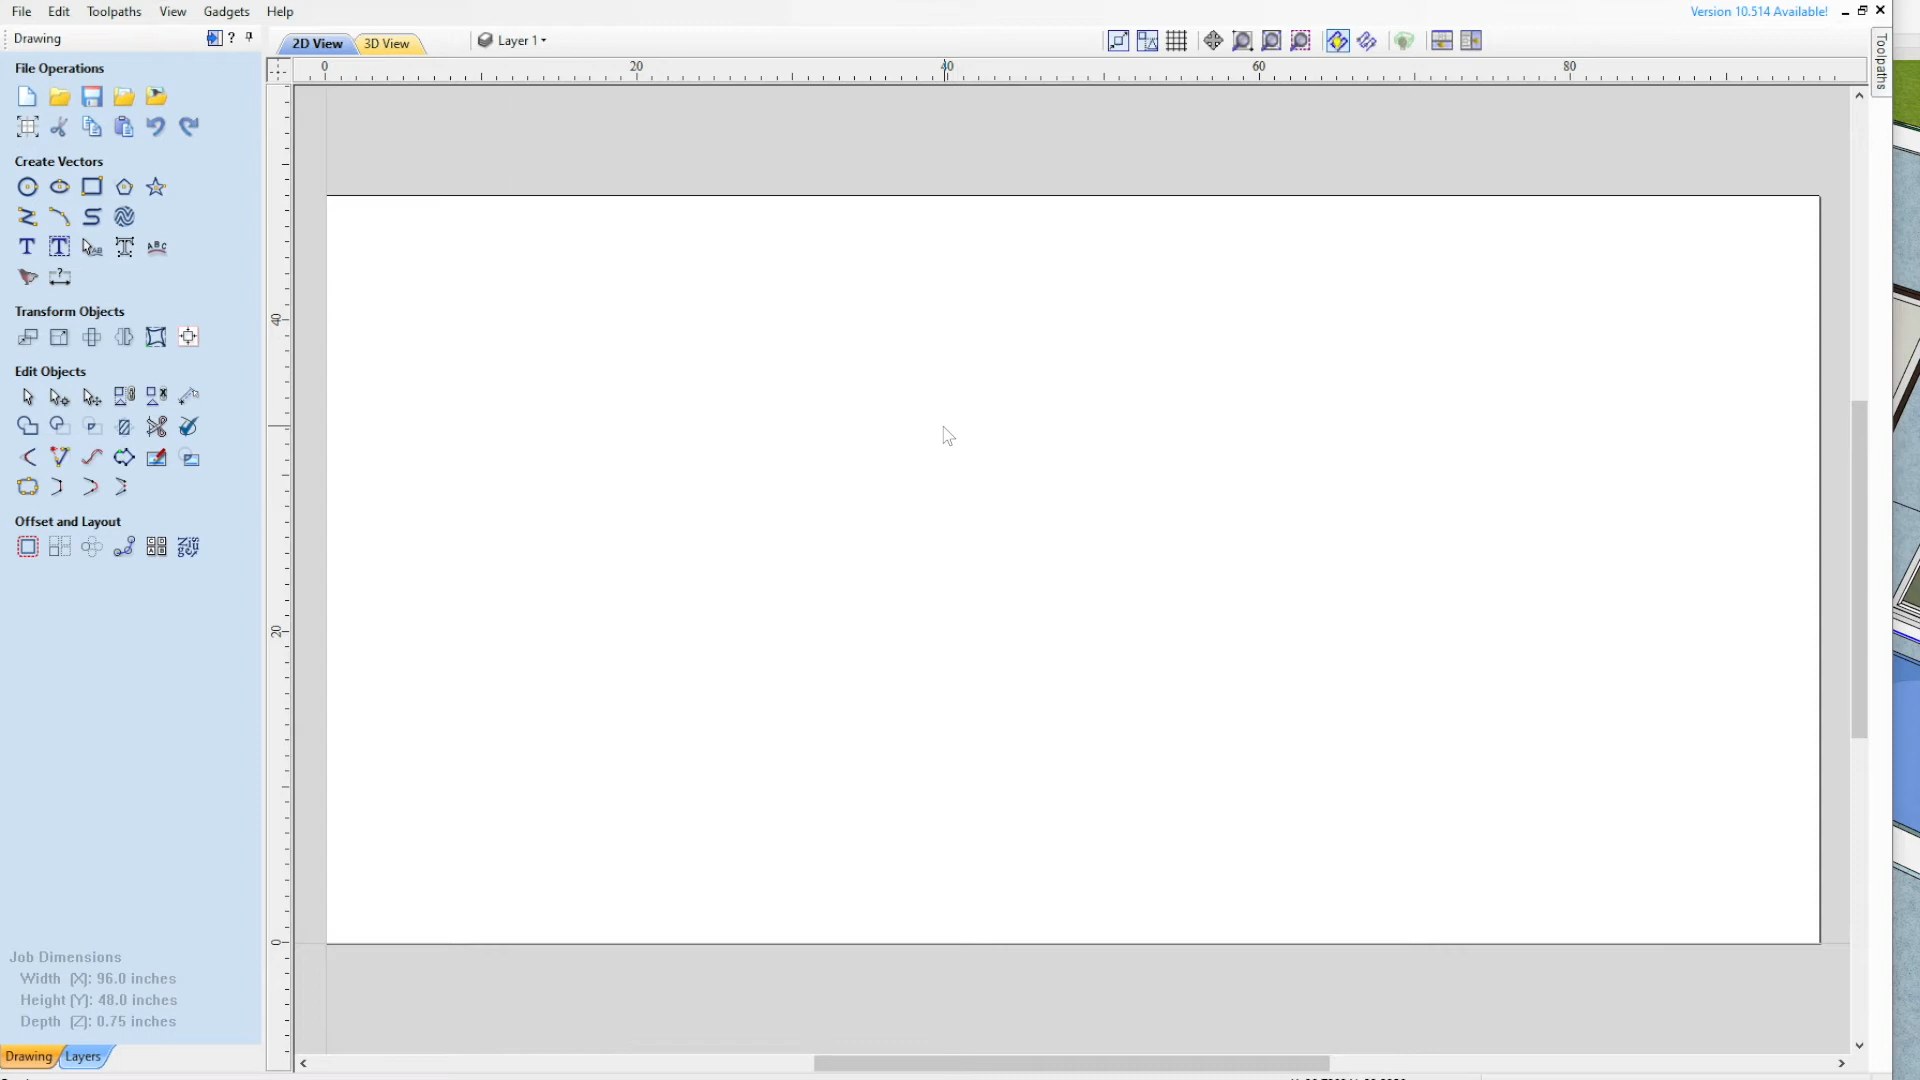 File Edit Toolpaths View Gadgets Help Version 10.514 Available!
Drawing ?
2D View 3D View Layer 1
File Operations
0 20 40 60 80
Toolpaths
Create Vectors
Transform Objects
40
Edit Objects
Offset and Layout
20
0
Job Dimensions
Width (X): 96.0 inches
Height (Y): 48.0 inches
Depth (Z): 0.75 inches
Drawing Layers